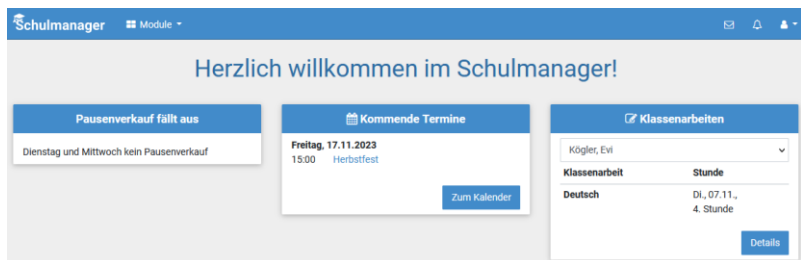 Schulmanager
Module
Herzlich willkommen im Schulmanager!
Pausenverkauf fällt aus
Dienstag und Mittwoch kein Pausenverkauf
Kommende Termine
Freitag, 17.11.2023
15:00 Herbstfest
Zum Kalender
Klassenarbeiten
Kögler, Evi
Klassenarbeit Stunde
Deutsch Di., 07.11.,
4. Stunde
Details